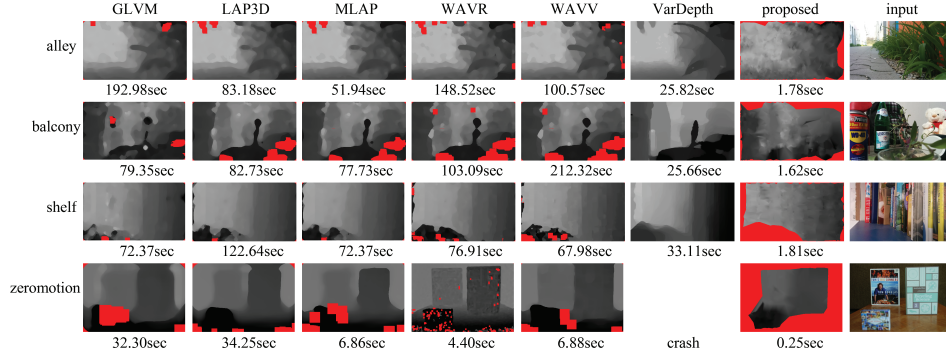 GLVM LAP3D MLAP WAVR WAVV VarDepth proposed input
alley
192.98sec 83.18sec 51.94sec 148.52sec 100.57sec 25.82sec 1.78sec
balcony
79.35sec 82.73sec 77.73sec 103.09sec 212.32sec 25.66sec 1.62sec
shelf
72.37sec 122.64sec 72.37sec 76.91sec 67.98sec 33.11sec 1.81sec
zeromotion
32.30sec 34.25sec 6.86sec 4.40sec 6.88sec crash 0.25sec